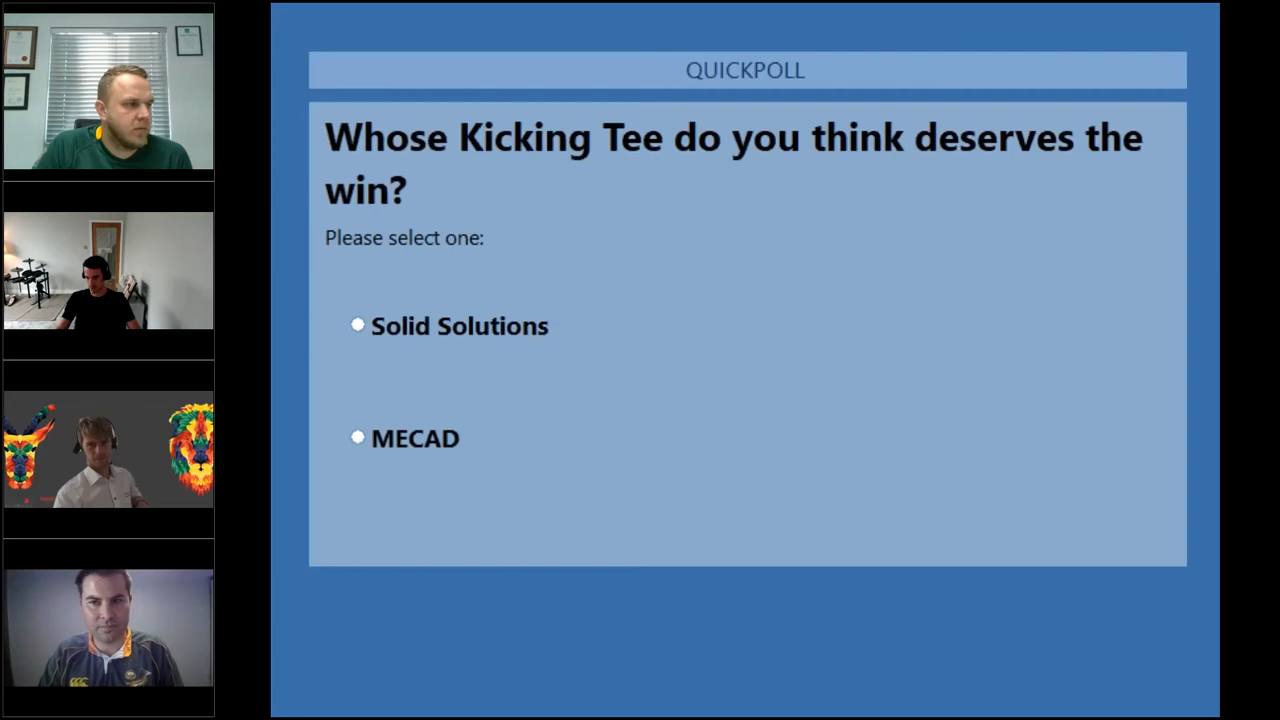 QUICKPOLL
Whose Kicking Tee do you think deserves the
win?
Please select one:
Solid Solutions
MECAD